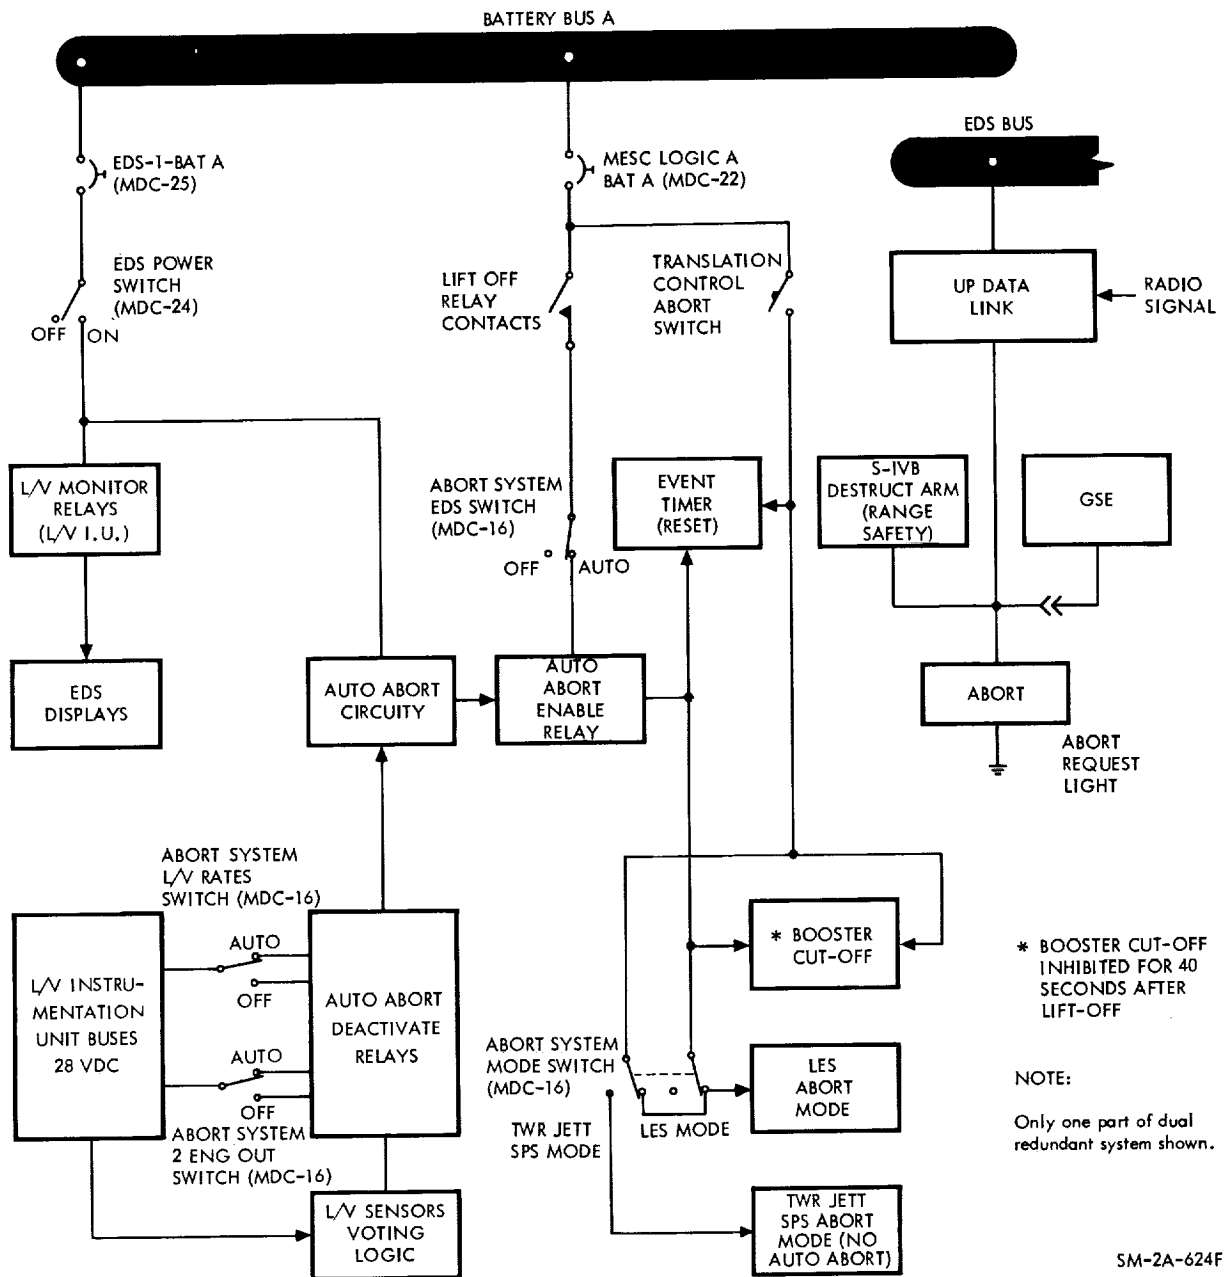 BATTERY BUS A
EDS BUS
EDS-1-BAT A
(MDC-25)
MESC LOGIC A
BAT A (MDC-22)
EDS POWER
SWITCH
(MDC-24)
OFF
ON
LIFT OFF
RELAY
CONTACTS
TRANSLATION
CONTROL
ABORT
SWITCH
UP DATA
LINK
RADIO
SIGNAL
L/V MONITOR
RELAYS
(L/V I.U.)
ABORT SYSTEM
EDS SWITCH
(MDC-16)
OFF
AUTO
EVENT
TIMER
(RESET)
S-IVB
DESTRUCT ARM
(RANGE
SAFETY)
GSE
EDS
DISPLAYS
AUTO ABORT
CIRCUITY
AUTO
ABORT
ENABLE
RELAY
ABORT
ABORT
REQUEST
LIGHT
ABORT SYSTEM
L/V RATES
SWITCH (MDC-16)
L/V INSTRU-
MENTATION
UNIT BUSES
28 VDC
AUTO
OFF
AUTO
OFF
ABORT SYSTEM
2 ENG OUT
SWITCH (MDC-16)
AUTO ABORT
DEACTIVATE
RELAYS
L/V SENSORS
VOTING
LOGIC
* BOOSTER
CUT-OFF
* BOOSTER CUT-OFF
INHIBITED FOR 40
SECONDS AFTER
LIFT-OFF
ABORT SYSTEM
MODE SWITCH
(MDC-16)
TWR JETT
SPS MODE
LES MODE
LES
ABORT
MODE
NOTE:
Only one part of dual
redundant system shown.
TWR JETT
SPS ABORT
MODE (NO
AUTO ABORT)
SM-2A-624F